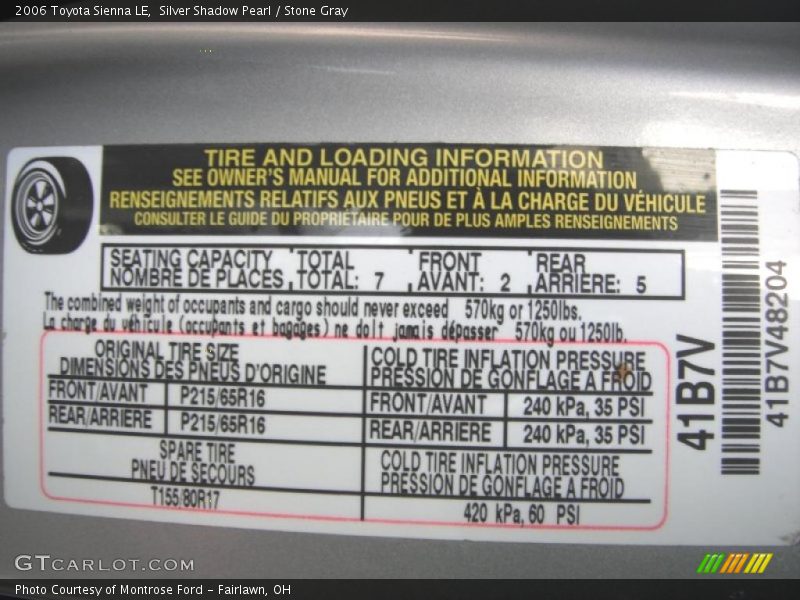 2006 Toyota Sienna LE,  Silver Shadow Pearl / Stone Gray
TIRE AND LOADING INFORMATION
SEE OWNER'S MANUAL FOR ADDITIONAL INFORMATION
RENSEIGNEMENTS RELATIFS AUX PNEUS ET À LA CHARGE DU VÉHICULE
CONSULTER LE GUIDE DU PROPRIÉTAIRE POUR DE PLUS AMPLES RENSEIGNEMENTS
SEATING CAPACITY TOTAL FRONT REAR
NOMBRE DE PLACES TOTAL: 7 AVANT: 2 ARRIÈRE: 5
The combined weight of occupants and cargo should never exceed 570kg or 1250lbs.
La charge du véhicule (occupants et bagages) ne doit jamais dépasser 570kg ou 1250lb.
ORIGINAL TIRE SIZE COLD TIRE INFLATION PRESSURE
DIMENSIONS DES PNEUS D'ORIGINE PRESSION DE GONFLAGE A FROID
FRONT/AVANT P215/65R16 FRONT/AVANT 240 kPa, 35 PSI
REAR/ARRIERE P215/65R16 REAR/ARRIERE 240 kPa, 35 PSI
SPARE TIRE COLD TIRE INFLATION PRESSURE
PNEU DE SECOURS PRESSION DE GONFLAGE A FROID
T155/80R17 420 kPa, 60 PSI
41B7V
41B7V48204
GTCARLOT.COM
Photo Courtesy of Montrose Ford - Fairlawn, OH